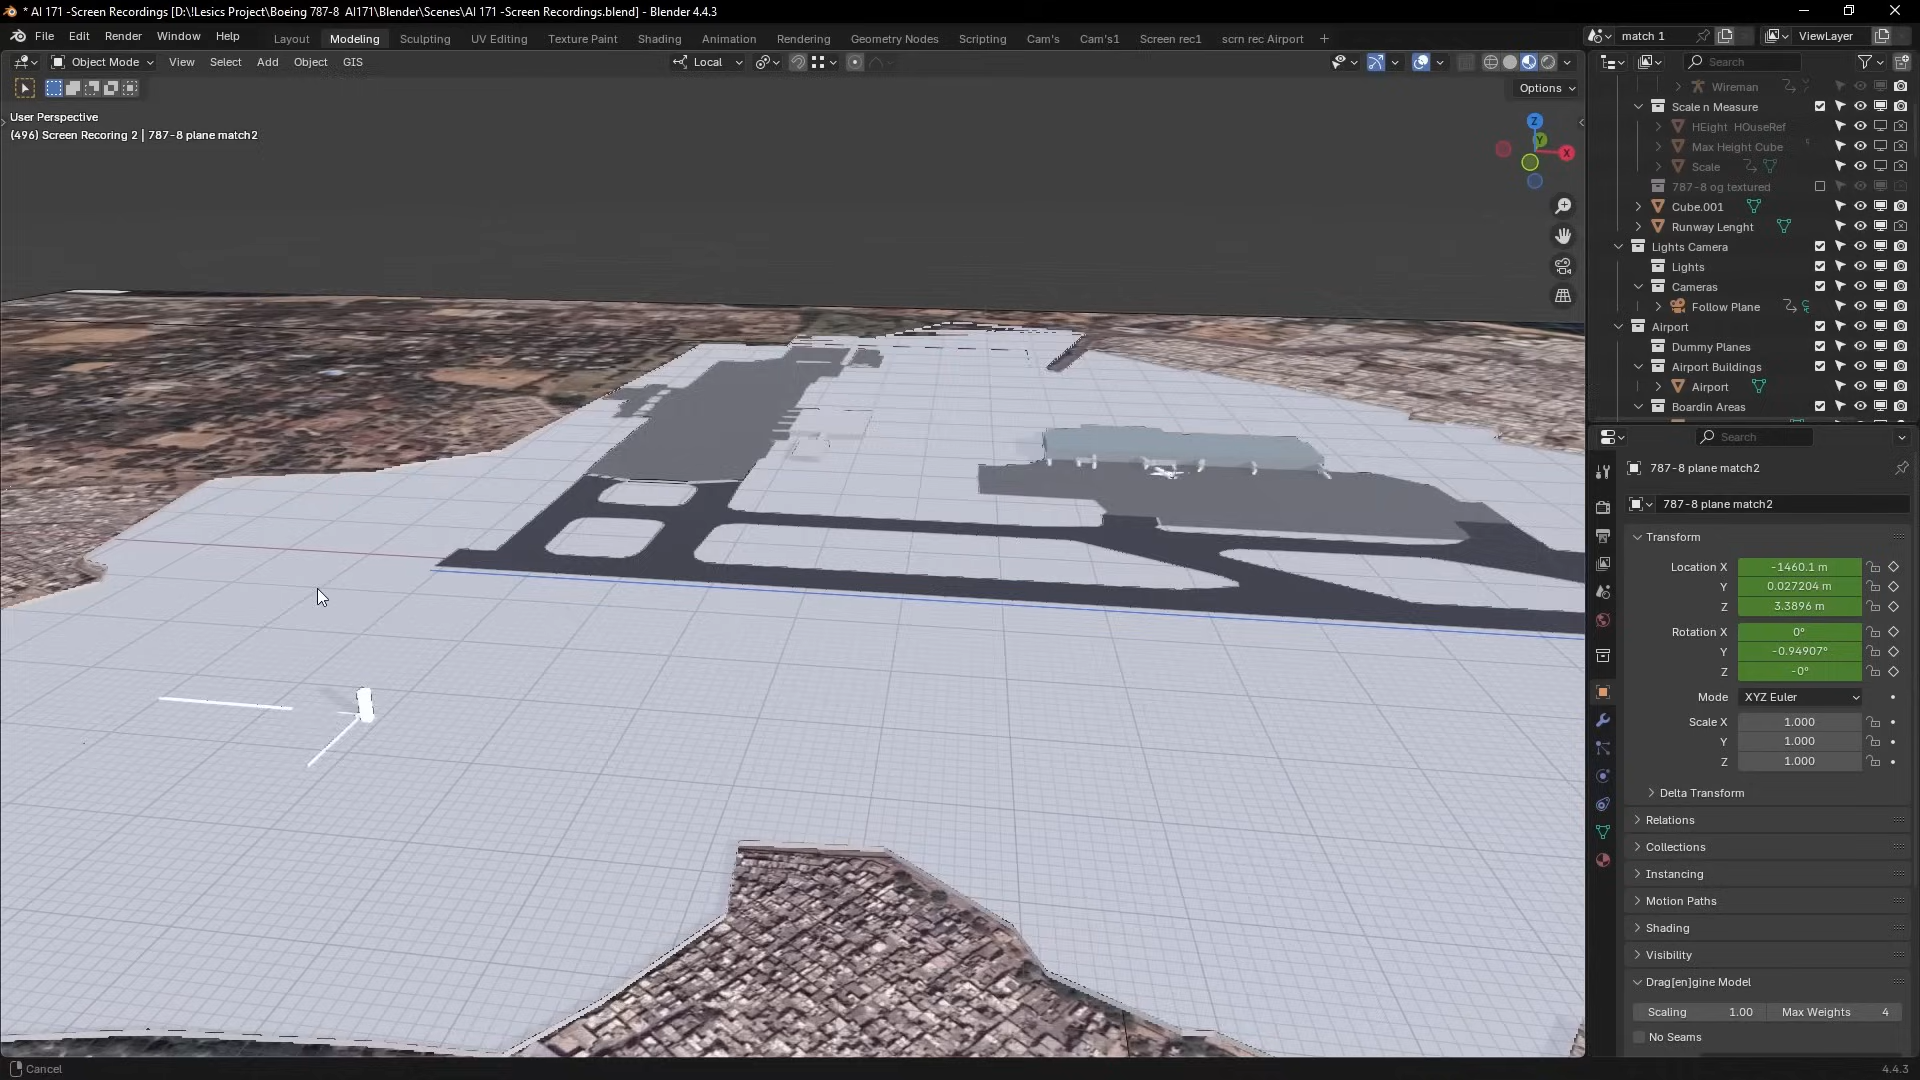 * AI 171 -Screen Recordings [D:\!Lesics Project\Boeing 787-8  AI171\Blender\Scenes\AI 171 -Screen Recordings.blend] - Blender 4.4.3
File Edit Render Window Help Layout Modeling Sculpting UV Editing Texture Paint Shading Animation Rendering Geometry Nodes Scripting Cam's Cam's1 Screen rec1 scrn rec Airport + match 1 ViewLayer
Object Mode View Select Add Object GIS Local Search
Options
User Perspective
(496) Screen Recoring 2 | 787-8 plane match2
Z
Y
X
Wireman
Scale n Measure
HEight HOuseRef
Max Height Cube
Scale
787-8 og textured
Cube.001
Runway Lenght
Lights Camera
Lights
Cameras
Follow Plane
Airport
Dummy Planes
Airport Buildings
Airport
Boardin Areas
Search
787-8 plane match2
787-8 plane match2
Transform
Location X -1460.1 m
Y 0.027204 m
Z 3.3896 m
Rotation X 0°
Y -0.94907°
Z -0°
Mode XYZ Euler
Scale X 1.000
Y 1.000
Z 1.000
Delta Transform
Relations
Collections
Instancing
Motion Paths
Shading
Visibility
Drag[en]gine Model
Scaling 1.00 Max Weights 4
No Seams
Cancel 4.4.3